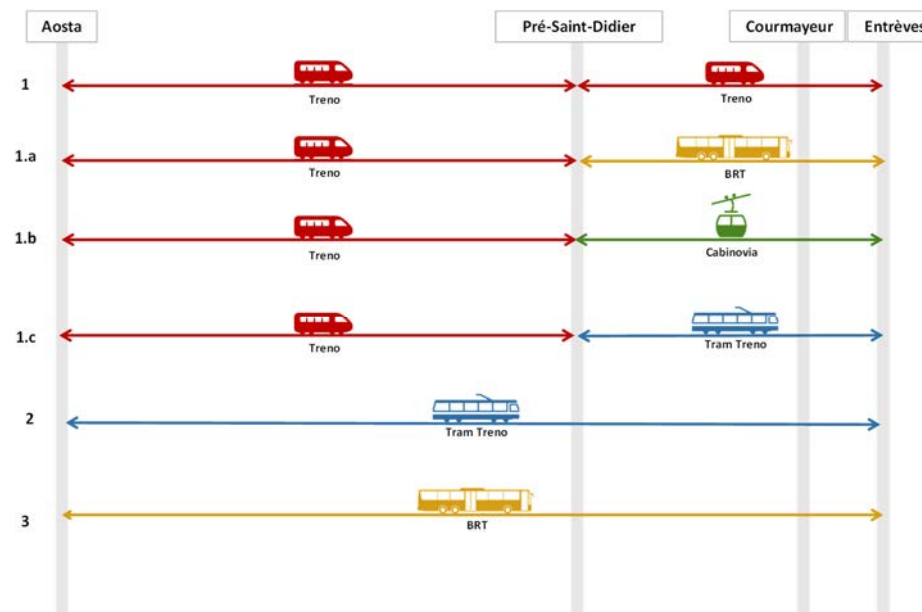 Aosta
Pré-Saint-Didier
Courmayeur
Entrèves
1
Treno
Treno
1.a
Treno
BRT
1.b
Treno
Cabinovia
1.c
Treno
Tram Treno
2
Tram Treno
3
BRT